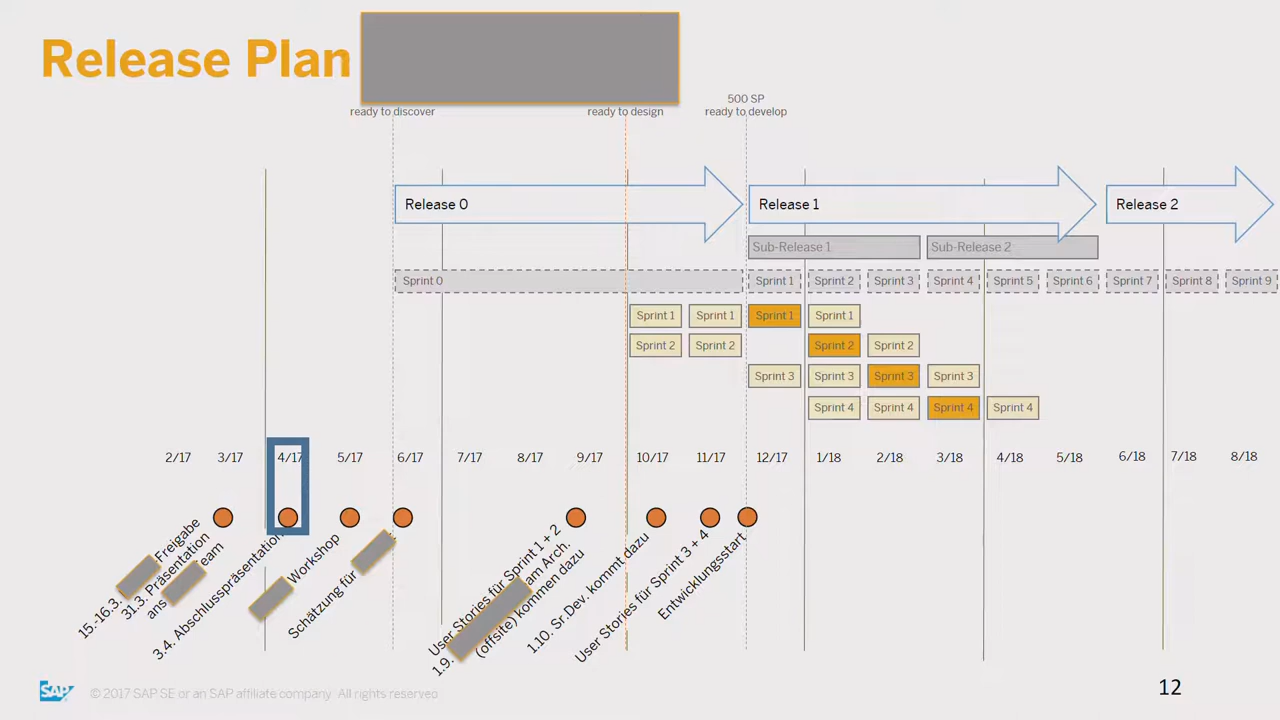 Release Plan
500 SP
ready to discover
ready to design
ready to develop
Release 0
Release 1
Release 2
Sub-Release 1
Sub-Release 2
Sprint 0
Sprint 1
Sprint 2
Sprint 3
Sprint 4
Sprint 5
Sprint 6
Sprint 7
Sprint 8
Sprint 9
Sprint 1
Sprint 1
Sprint 1
Sprint 1
Sprint 2
Sprint 2
Sprint 2
Sprint 2
Sprint 3
Sprint 3
Sprint 3
Sprint 3
Sprint 4
Sprint 4
Sprint 4
Sprint 4
2/17
3/17
4/17
5/17
6/17
7/17
8/17
9/17
10/17
11/17
12/17
1/18
2/18
3/18
4/18
5/18
6/18
7/18
8/18
15.-16.3. Freigabe
31.3. Präsentation
ans
3.4. Abschlusspräsentation
Workshop
Schätzung für
User Stories für Sprint 1 + 2
1.9. am Arch.
(offsite) kommen dazu
1.10. Sr. Dev. kommt dazu
User Stories für Sprint 3 + 4
Entwicklungsstart
SAP
© 2017 SAP SE or an SAP affiliate company. All rights reserved
12